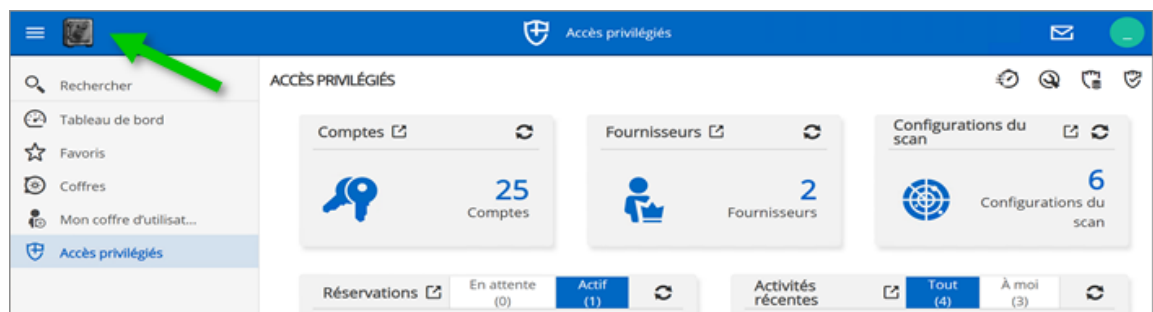 Accès privilégiés
Rechercher
Tableau de bord
Favoris
Coffres
Mon coffre d'utilisat...
Accès privilégiés
ACCÈS PRIVILÉGIÉS
Comptes
25
Comptes
Fournisseurs
2
Fournisseurs
Configurations du
scan
6
Configurations du
scan
Réservations
En attente
(0)
Actif
(1)
Activités
récentes
Tout
(4)
À moi
(3)